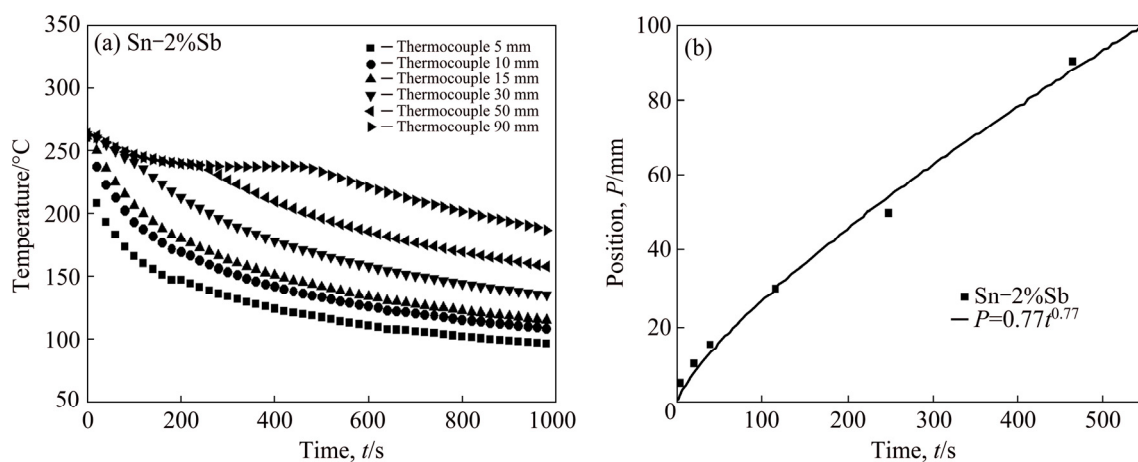 (a) Sn−2%Sb
Thermocouple 5 mm
Thermocouple 10 mm
Thermocouple 15 mm
Thermocouple 30 mm
Thermocouple 50 mm
Thermocouple 90 mm
350
300
250
200
150
100
50
Temperature/°C
0
200
400
600
800
1000
Time, t/s
(b)
100
80
60
40
20
0
Position, P/mm
Sn−2%Sb
P=0.77t^0.77
100
200
300
400
500
Time, t/s